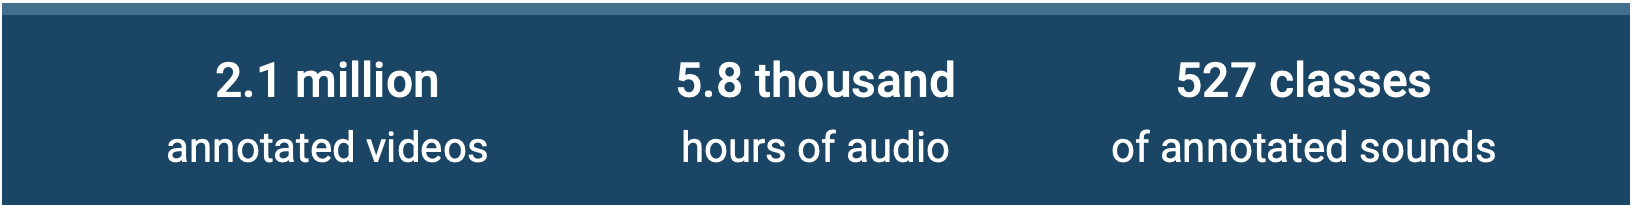 2.1 million
annotated videos
5.8 thousand
hours of audio
527 classes
of annotated sounds